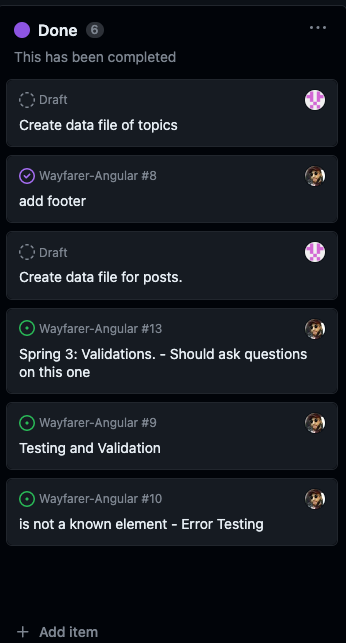 Done 6
This has been completed
Draft
Create data file of topics
Wayfarer-Angular #8
add footer
Draft
Create data file for posts.
Wayfarer-Angular #13
Spring 3: Validations. - Should ask questions
on this one
Wayfarer-Angular #9
Testing and Validation
Wayfarer-Angular #10
is not a known element - Error Testing
Add item